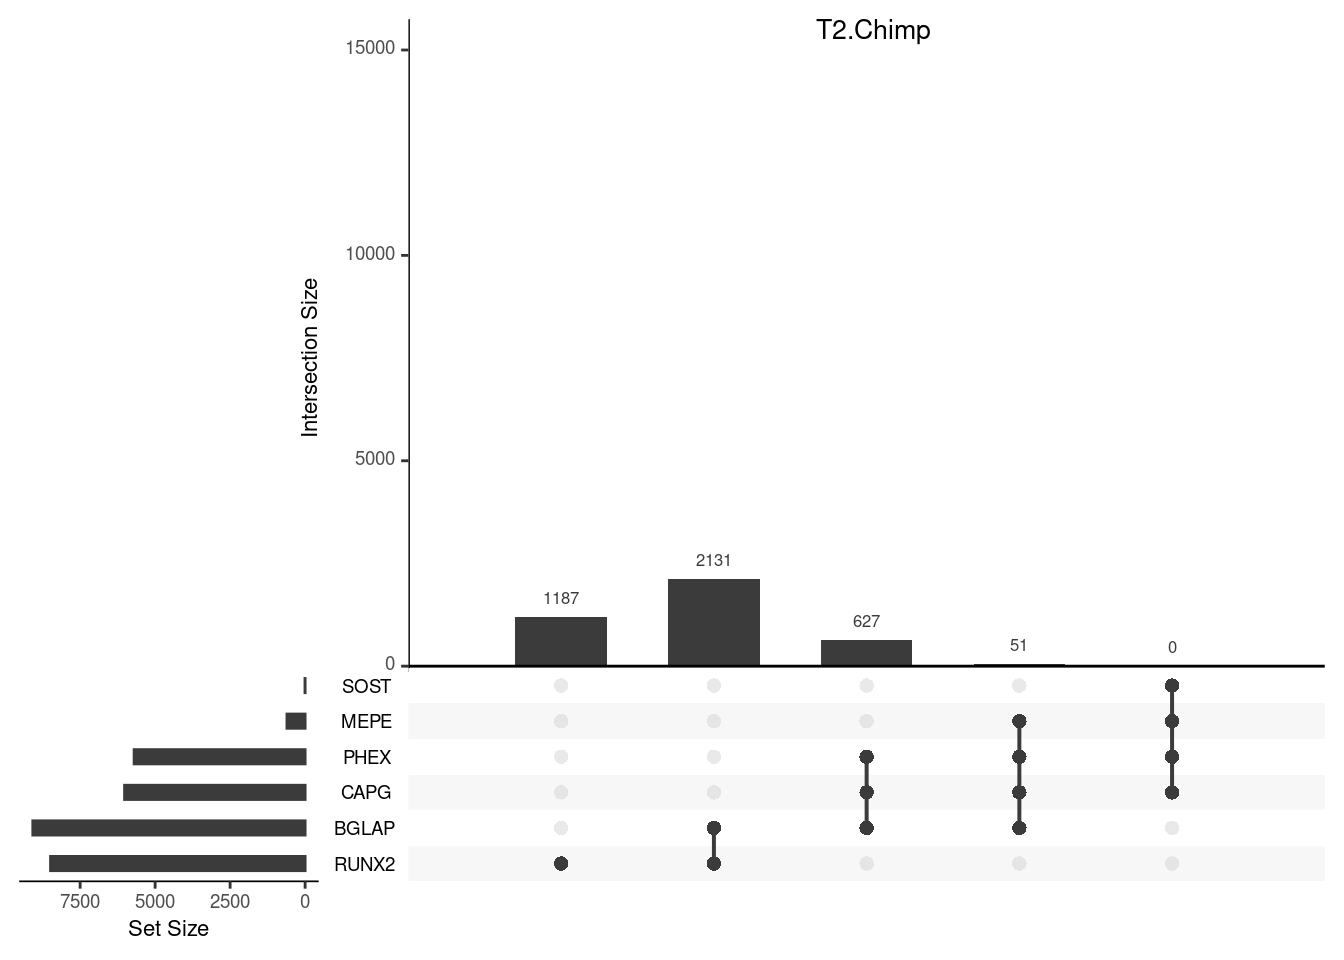 T2.Chimp
15000
10000
5000
0
Intersection Size
1187
2131
627
51
0
SOST
MEPE
PHEX
CAPG
BGLAP
RUNX2
7500 5000 2500 0
Set Size